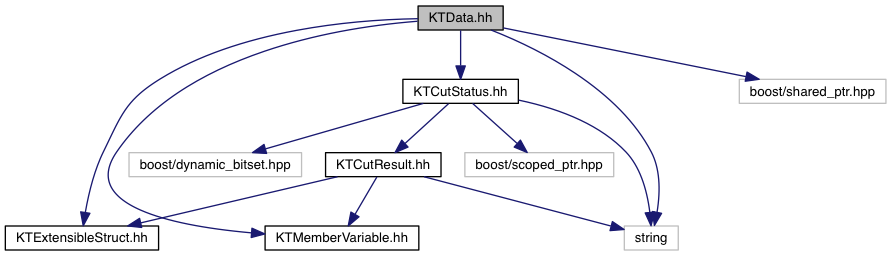 KTData.hh
KTCutStatus.hh
boost/shared_ptr.hpp
boost/dynamic_bitset.hpp
KTCutResult.hh
boost/scoped_ptr.hpp
KTExtensibleStruct.hh
KTMemberVariable.hh
string